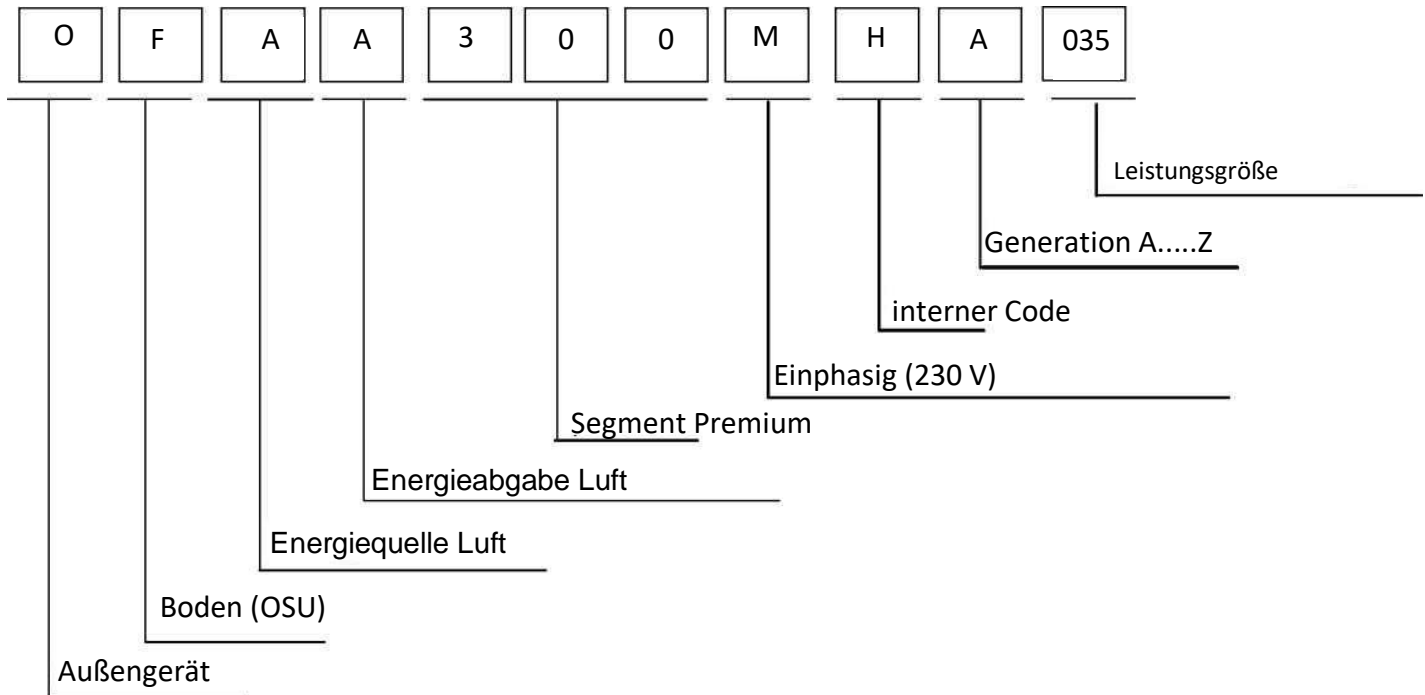 O F A A 3 0 0 M H A 035
Leistungsgröße
Generation A.....Z
interner Code
Einphasig (230 V)
Segment Premium
Energieabgabe Luft
Energiequelle Luft
Boden (OSU)
Außengerät